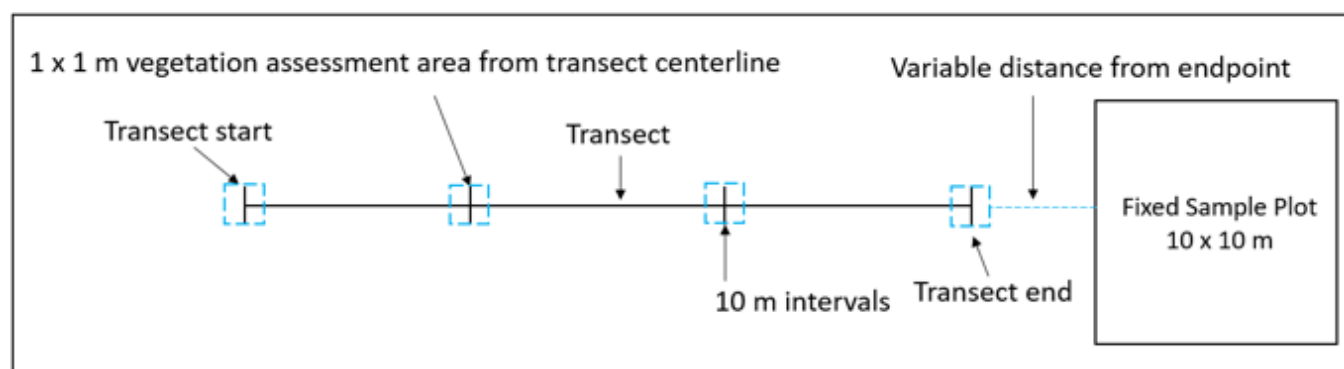 1 x 1 m vegetation assessment area from transect centerline
Variable distance from endpoint
Transect start
Transect
Fixed Sample Plot
10 x 10 m
10 m intervals
Transect end